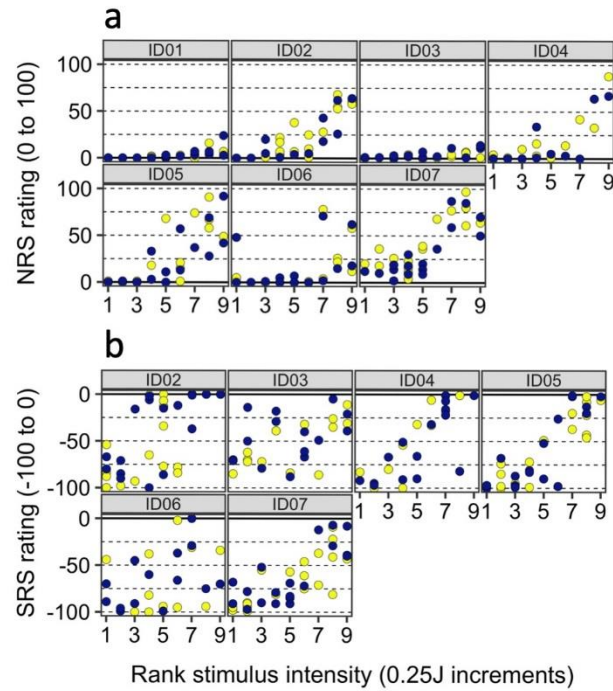 a
ID01 ID02 ID03 ID04
100
50
0
1 3 5 7 9
ID05 ID06 ID07
100
50
0
1 3 5 7 91 3 5 7 91 3 5 7 9
NRS rating (0 to 100)
b
ID02 ID03 ID04 ID05
0
-50
-100
1 3 5 7 91 3 5 7 9
ID06 ID07
0
-50
-100
1 3 5 7 91 3 5 7 9
SRS rating (-100 to 0)
Rank stimulus intensity (0.25J increments)